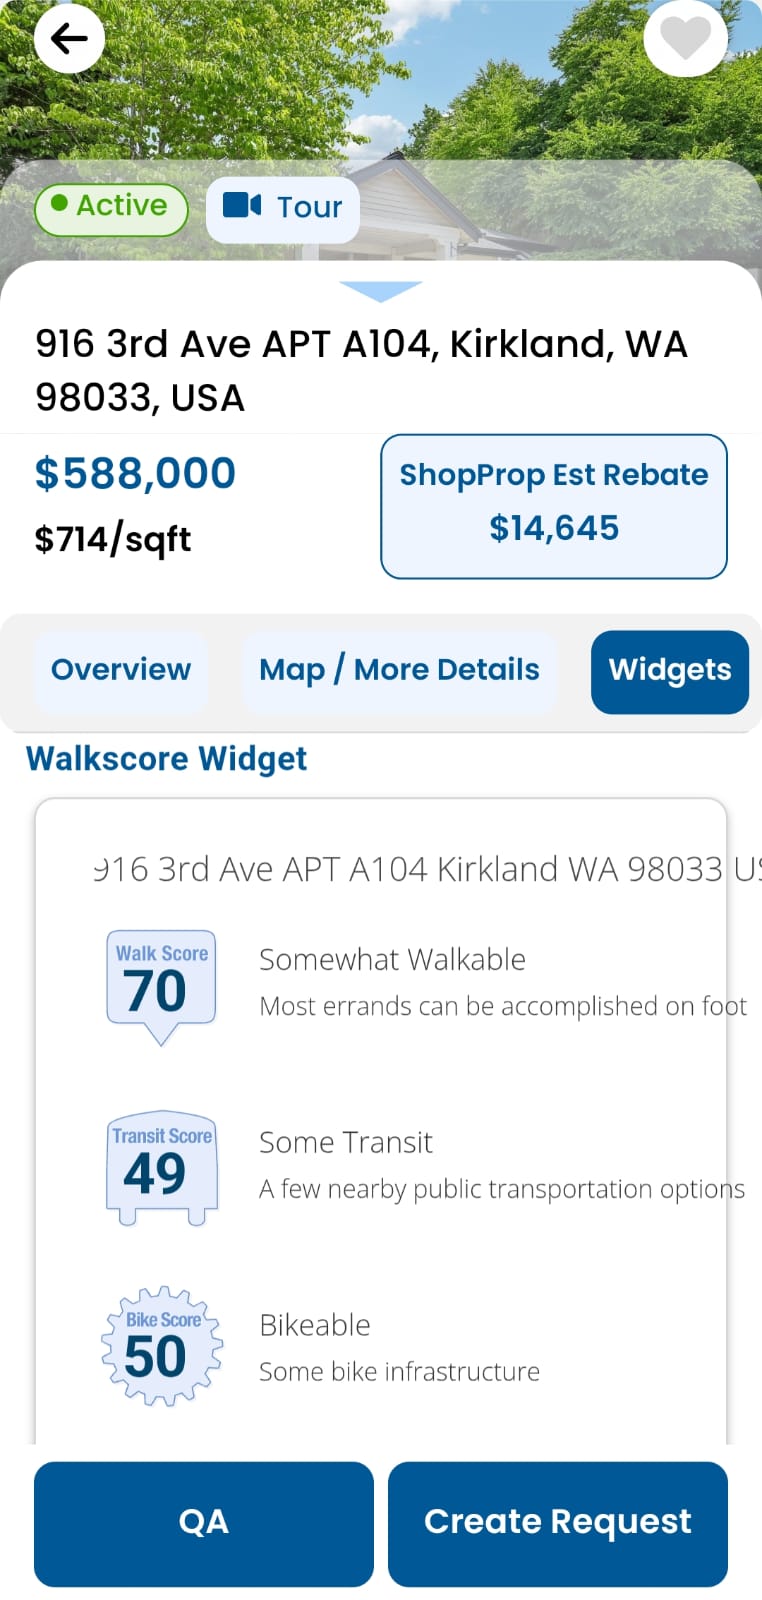 Active
Tour
916 3rd Ave APT A104, Kirkland, WA
98033, USA
$588,000
ShopProp Est Rebate
$14,645
$714/sqft
Overview
Map / More Details
Widgets
Walkscore Widget
916 3rd Ave APT A104 Kirkland WA 98033
Walk Score
70
Somewhat Walkable
Most errands can be accomplished on foot
Transit Score
49
Some Transit
A few nearby public transportation options
Bike Score
50
Bikeable
Some bike infrastructure
QA
Create Request